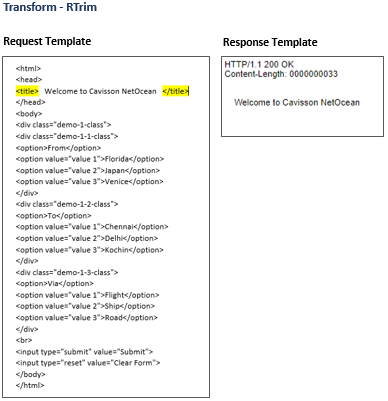 Transform - RTrim
Request Template
<html>
<head>
<title> Welcome to Cavisson NetOcean </title>
</head>
<body>
<div class="demo-1-class">
<div class="demo-1-1-class">
<option>From</option>
<option value="value 1">Florida</option>
<option value="value 2">Japan</option>
<option value="value 3">Venice</option>
</div>
<div class="demo-1-2-class">
<option>To</option>
<option value="value 1">Chennai</option>
<option value="value 2">Delhi</option>
<option value="value 3">Kochin</option>
</div>
<div class="demo-1-3-class">
<option>Via</option>
<option value="value 1">Flight</option>
<option value="value 2">Ship</option>
<option value="value 3">Road</option>
</div>
<br>
<input type="submit" value="Submit">
<input type="reset" value="Clear Form">
</body>
</html>
Response Template
HTTP/1.1 200 OK
Content-Length: 0000000033
Welcome to Cavisson NetOcean